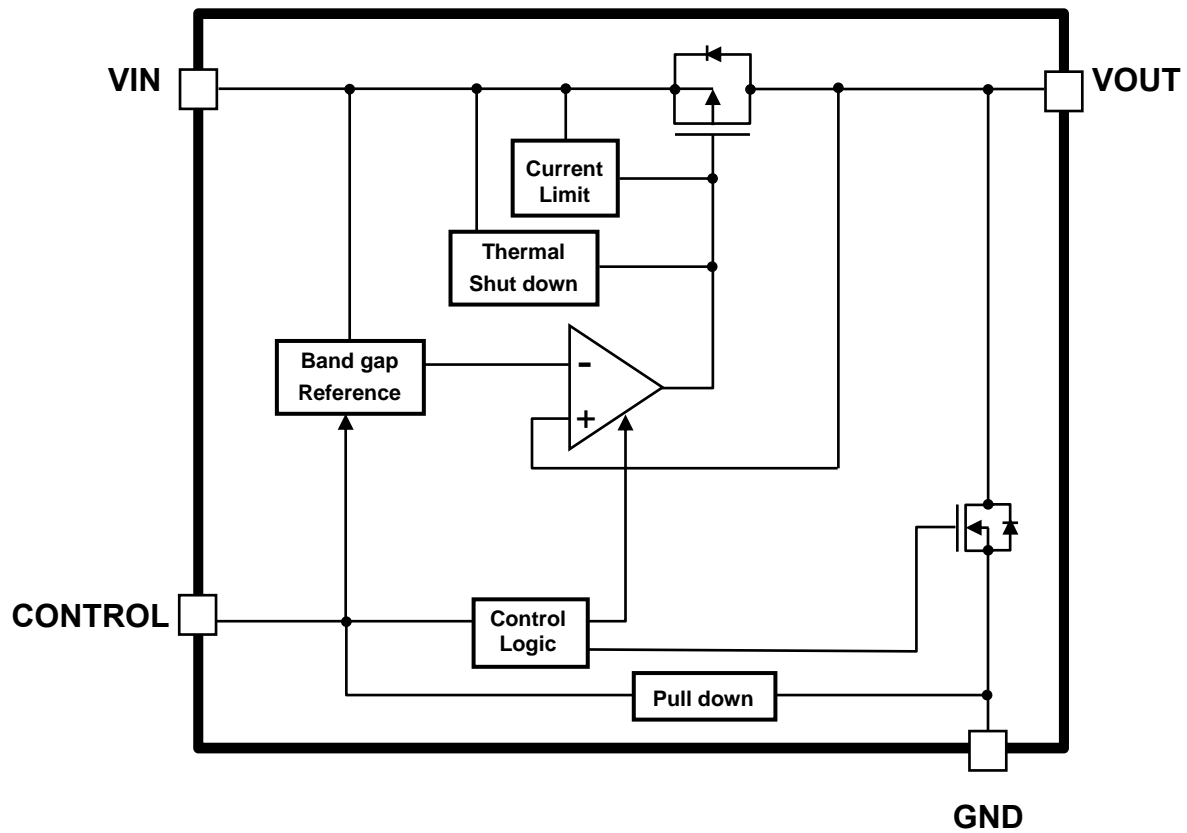 VIN
VOUT
Current
Limit
Thermal
Shut down
Band gap
Reference
-
+
CONTROL
Control
Logic
Pull down
GND